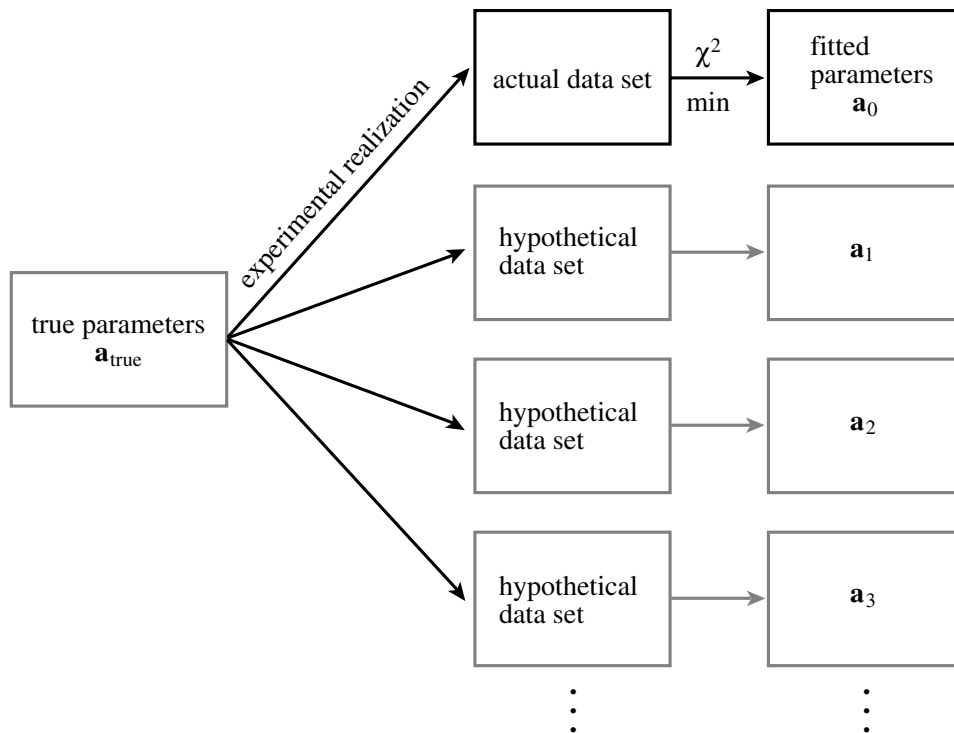 actual data set
χ²
min
fitted
parameters
a₀
experimental realization
hypothetical
data set
a₁
true parameters
a_true
hypothetical
data set
a₂
hypothetical
data set
a₃